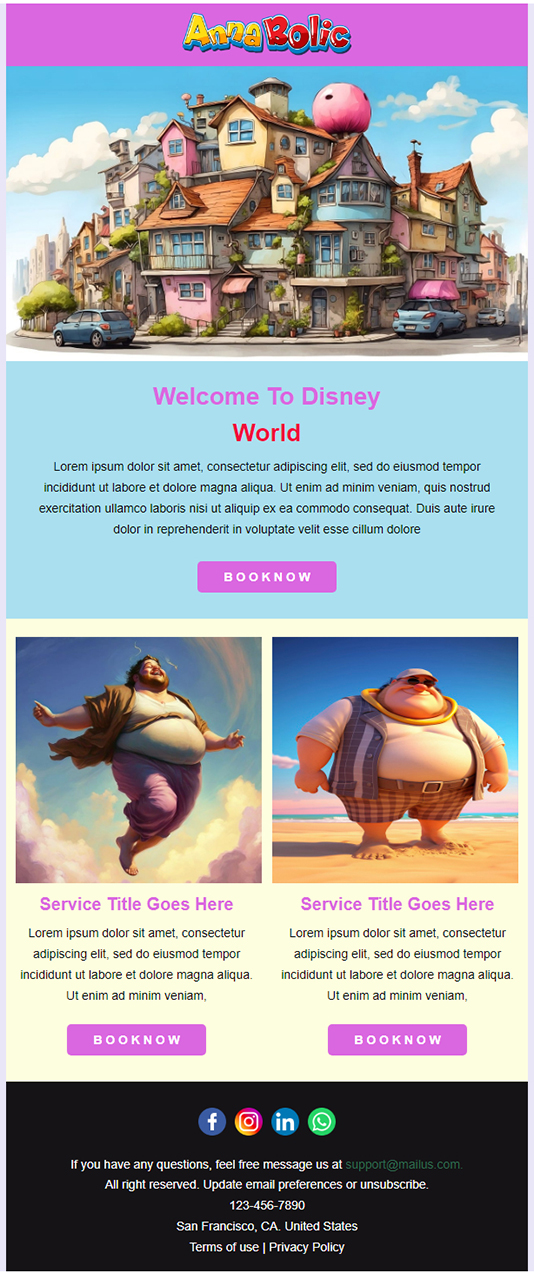 Anna Bolic
Welcome To Disney
World
Lorem ipsum dolor sit amet, consectetur adipiscing elit, sed do eiusmod tempor
incididunt ut labore et dolore magna aliqua. Ut enim ad minim veniam, quis nostrud
exercitation ullamco laboris nisi ut aliquip ex ea commodo consequat. Duis aute irure
dolor in reprehenderit in voluptate velit esse cillum dolore
BOOKNOW
Service Title Goes Here
Lorem ipsum dolor sit amet, consectetur
adipiscing elit, sed do eiusmod tempor
incididunt ut labore et dolore magna aliqua.
Ut enim ad minim veniam,
BOOKNOW
Service Title Goes Here
Lorem ipsum dolor sit amet, consectetur
adipiscing elit, sed do eiusmod tempor
incididunt ut labore et dolore magna aliqua.
Ut enim ad minim veniam,
BOOKNOW
If you have any questions, feel free message us at support@mailus.com.
All right reserved. Update email preferences or unsubscribe.
123-456-7890
San Francisco, CA. United States
Terms of use | Privacy Policy